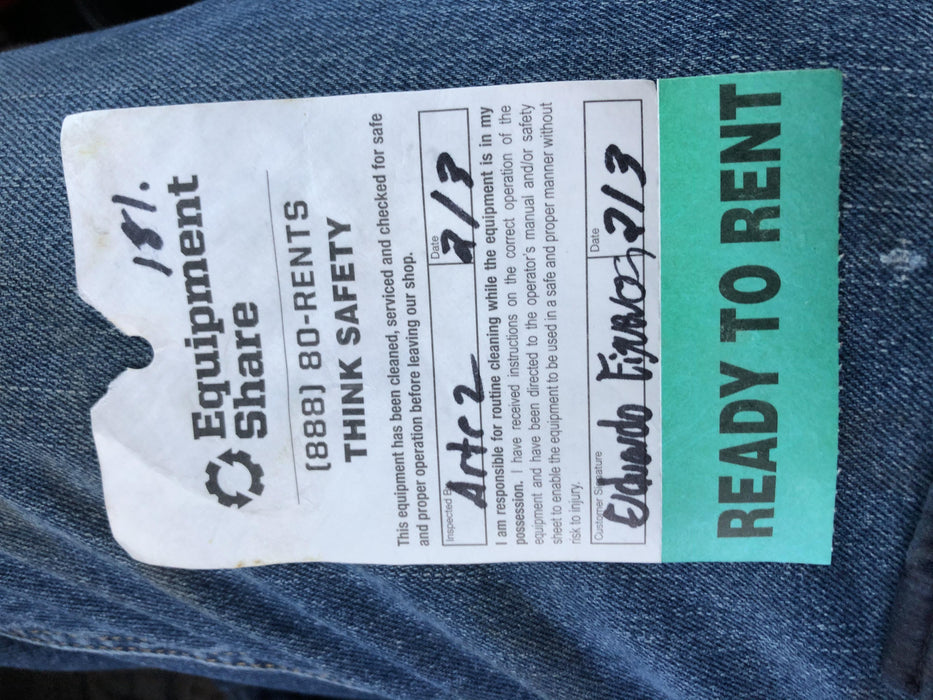 181.
Equipment
Share
(888) 80-RENTS
THINK SAFETY
This equipment has been cleaned, serviced and checked for safe
and proper operation before leaving our shop.
Inspected By
Date
2/3
I am responsible for routine cleaning while the equipment is in my
possession. I have received instructions on the correct operation of the
equipment and have been directed to the operator's manual and/or safety
sheet to enable the equipment to be used in a safe and proper manner without
risk to injury.
Customer Signature
Date
Eduardo
2/3
READY TO RENT